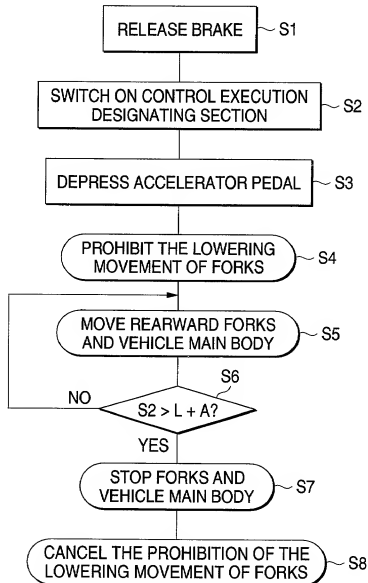 RELEASE BRAKE
S1
SWITCH ON CONTROL EXECUTION
DESIGNATING SECTION
S2
DEPRESS ACCELERATOR PEDAL
S3
PROHIBIT THE LOWERING
MOVEMENT OF FORKS
S4
MOVE REARWARD FORKS
AND VEHICLE MAIN BODY
S5
S6
NO
S2 > L + A?
YES
STOP FORKS AND
VEHICLE MAIN BODY
S7
CANCEL THE PROHIBITION OF THE
LOWERING MOVEMENT OF FORKS
S8